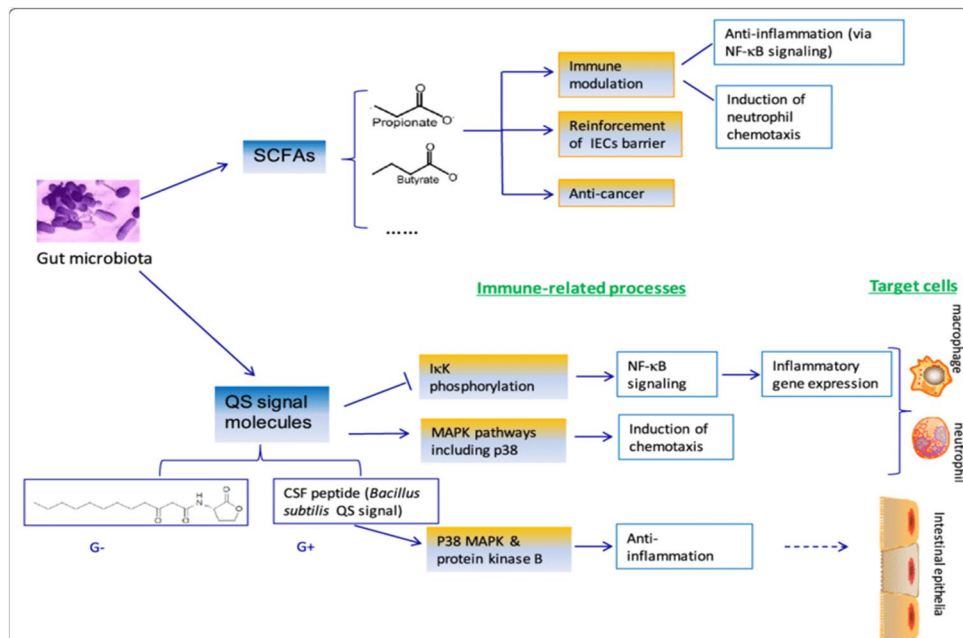 Anti-inflammation (via
NF-κB signaling)
Immune
modulation
Induction of
neutrophil
chemotaxis
O
O-
Propionate
Reinforcement
of IECs barrier
SCFAs
O
O-
Butyrate
Anti-cancer
......
Gut microbiota
Immune-related processes
Target cells
macrophage
IκK
phosphorylation
NF-κB
signaling
Inflammatory
gene expression
QS signal
molecules
MAPK pathways
including p38
Induction of
chemotaxis
neutrophil
H
N
O
O
O
O
CSF peptide (Bacillus
subtilis QS signal)
G-
G+
P38 MAPK &
protein kinase B
Anti-
inflammation
Intestinal epithelia